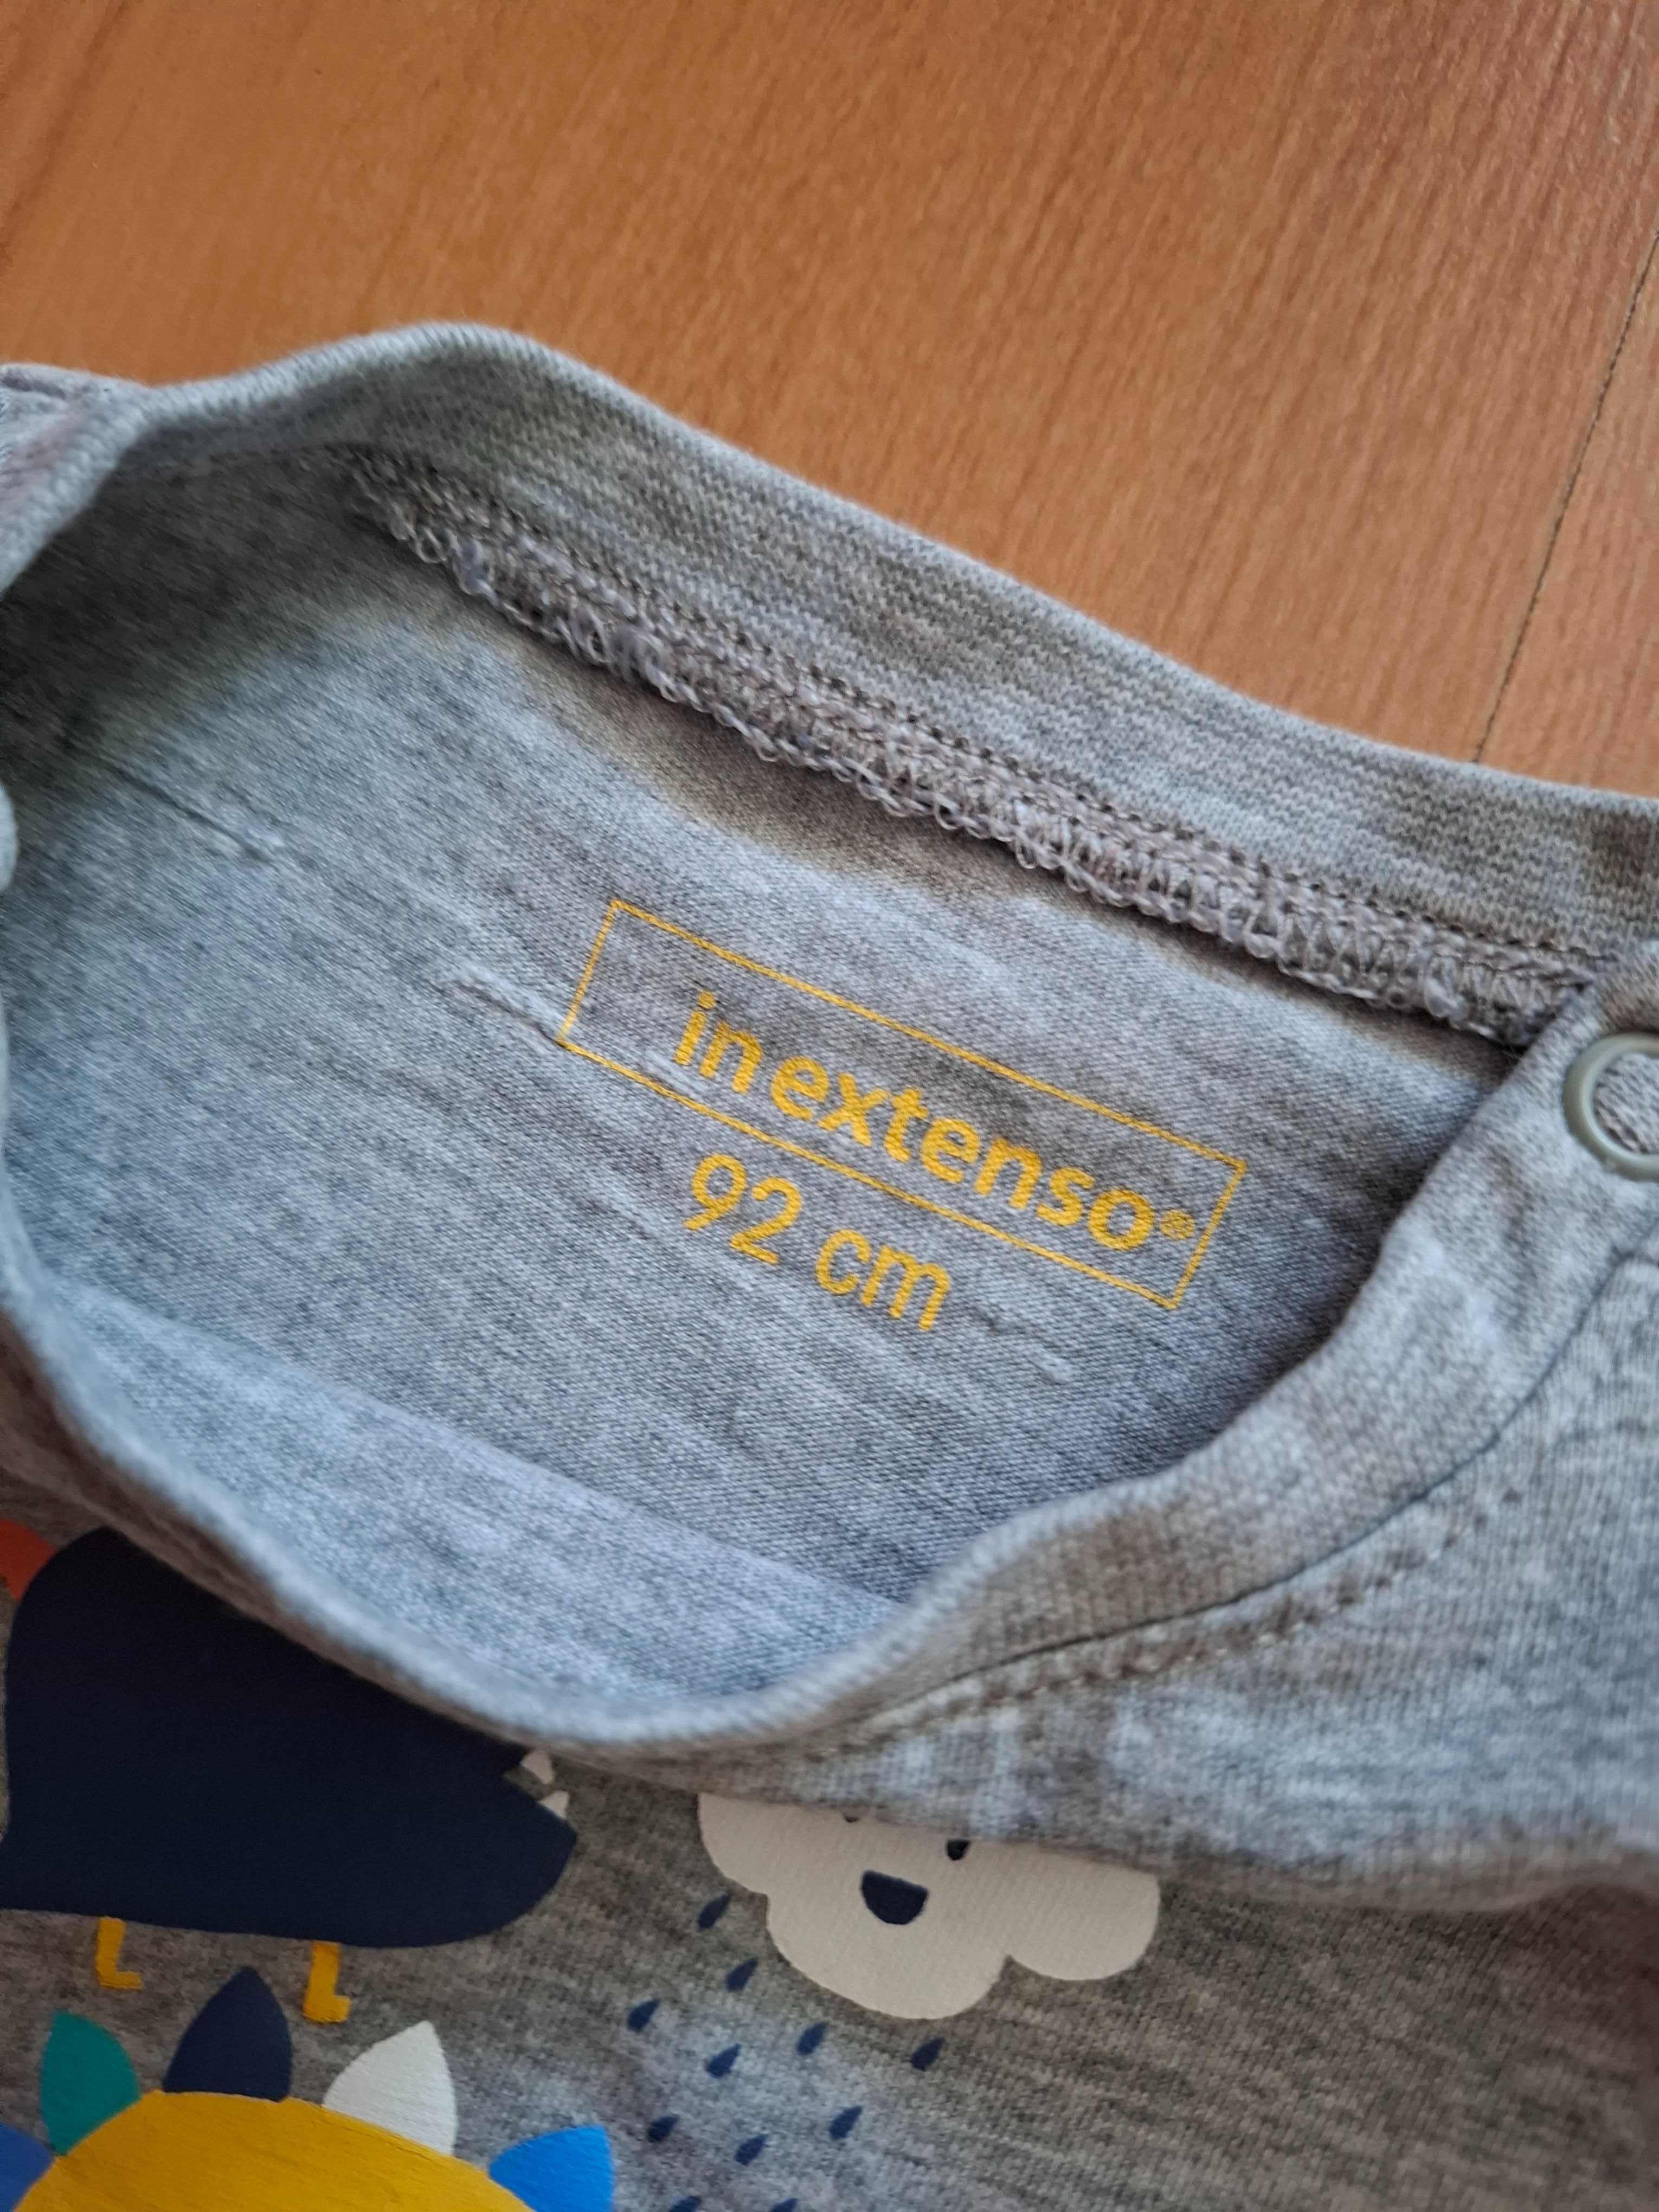 in extenso®
92 cm